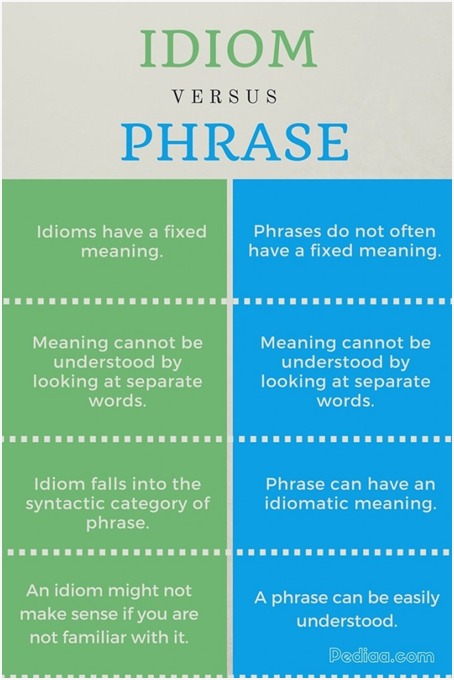 IDIOM
VERSUS
PHRASE
Idioms have a fixed
meaning.
Phrases do not often
have a fixed meaning.
Meaning cannot be
understood by
looking at separate
words.
Meaning cannot be
understood by
looking at separate
words.
Idiom falls into the
syntactic category of
phrase.
Phrase can have an
idiomatic meaning.
An idiom might not
make sense if you are
not familiar with it.
A phrase can be easily
understood.
Pediaa.com